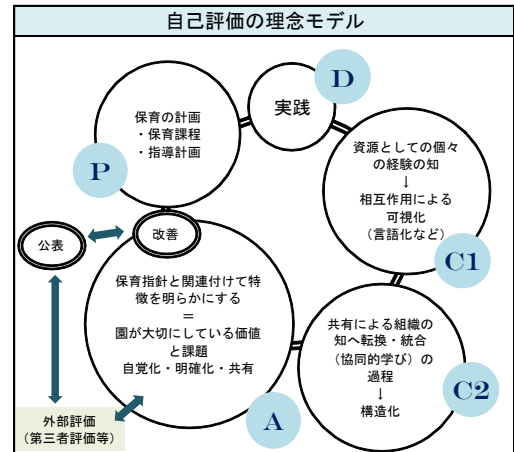 自己評価の理念モデル
D
実践
保育の計画
・保育課程
・指導計画
P
資源としての個々
の経験の知
↓
相互作用による
可視化
（言語化など）
C1
公表
改善
保育指針と関連付けて特
徴を明らかにする
＝
園が大切にしている価値
と課題
自覚化・明確化・共有
A
共有による組織の
知へ転換・統合
（協同的学び）の
過程
↓
構造化
C2
外部評価
（第三者評価等）